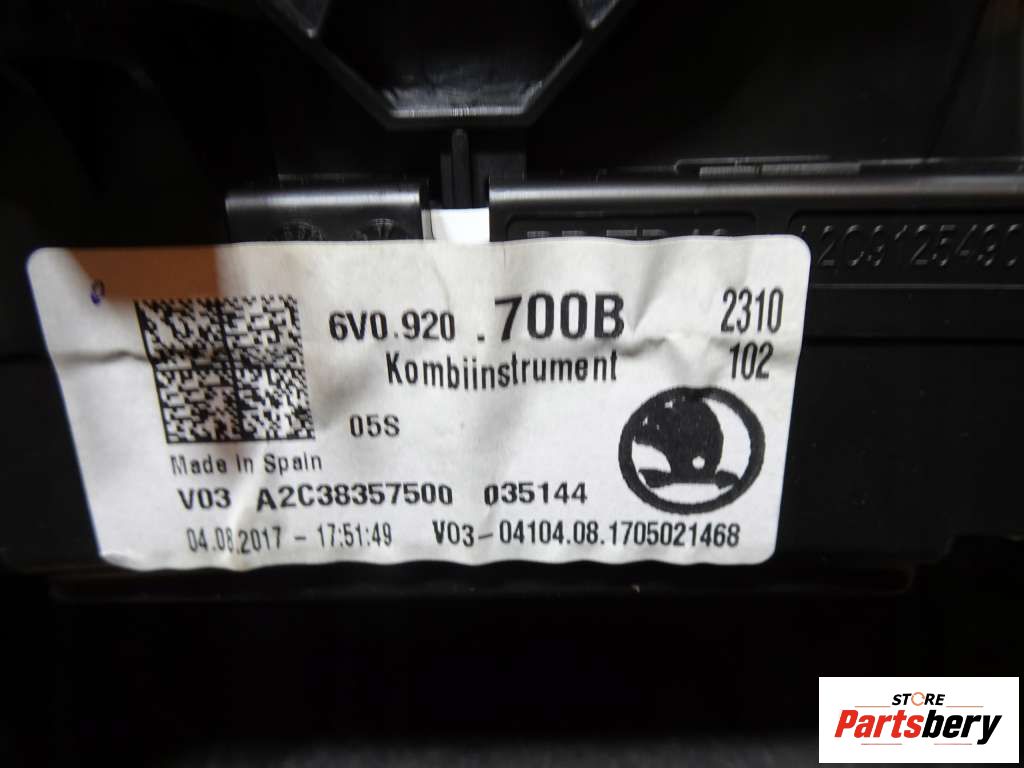 6V0.920 .700B 2310
Kombiinstrument 102
05S
Made in Spain
V03 A2C38357500 035144
04.08.2017 - 17:51:49 V03-04104.08.1705021468
STORE
Partsbery